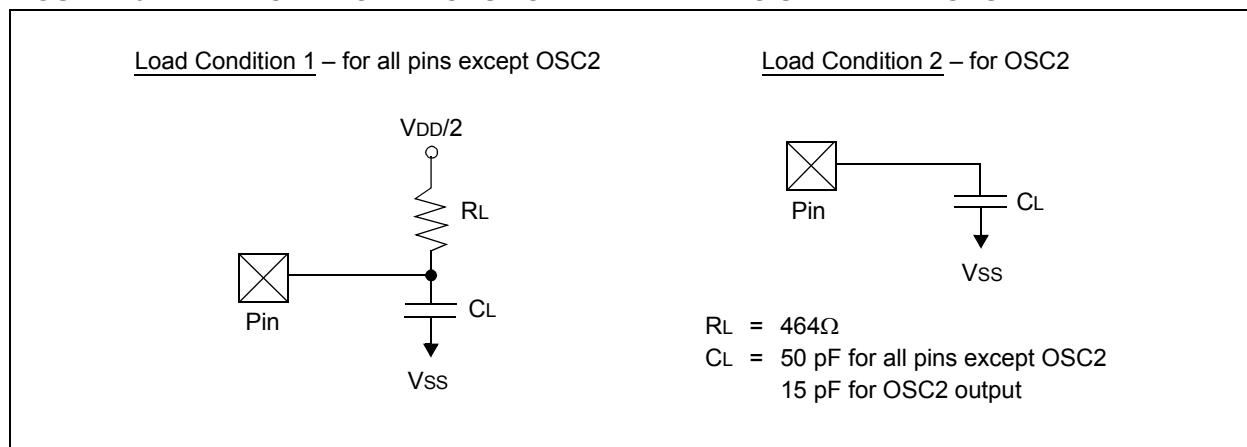 Load Condition 1 – for all pins except OSC2
VDD/2
RL
Pin
CL
VSS
Load Condition 2 – for OSC2
Pin
CL
VSS
RL = 464Ω
CL = 50 pF for all pins except OSC2
15 pF for OSC2 output